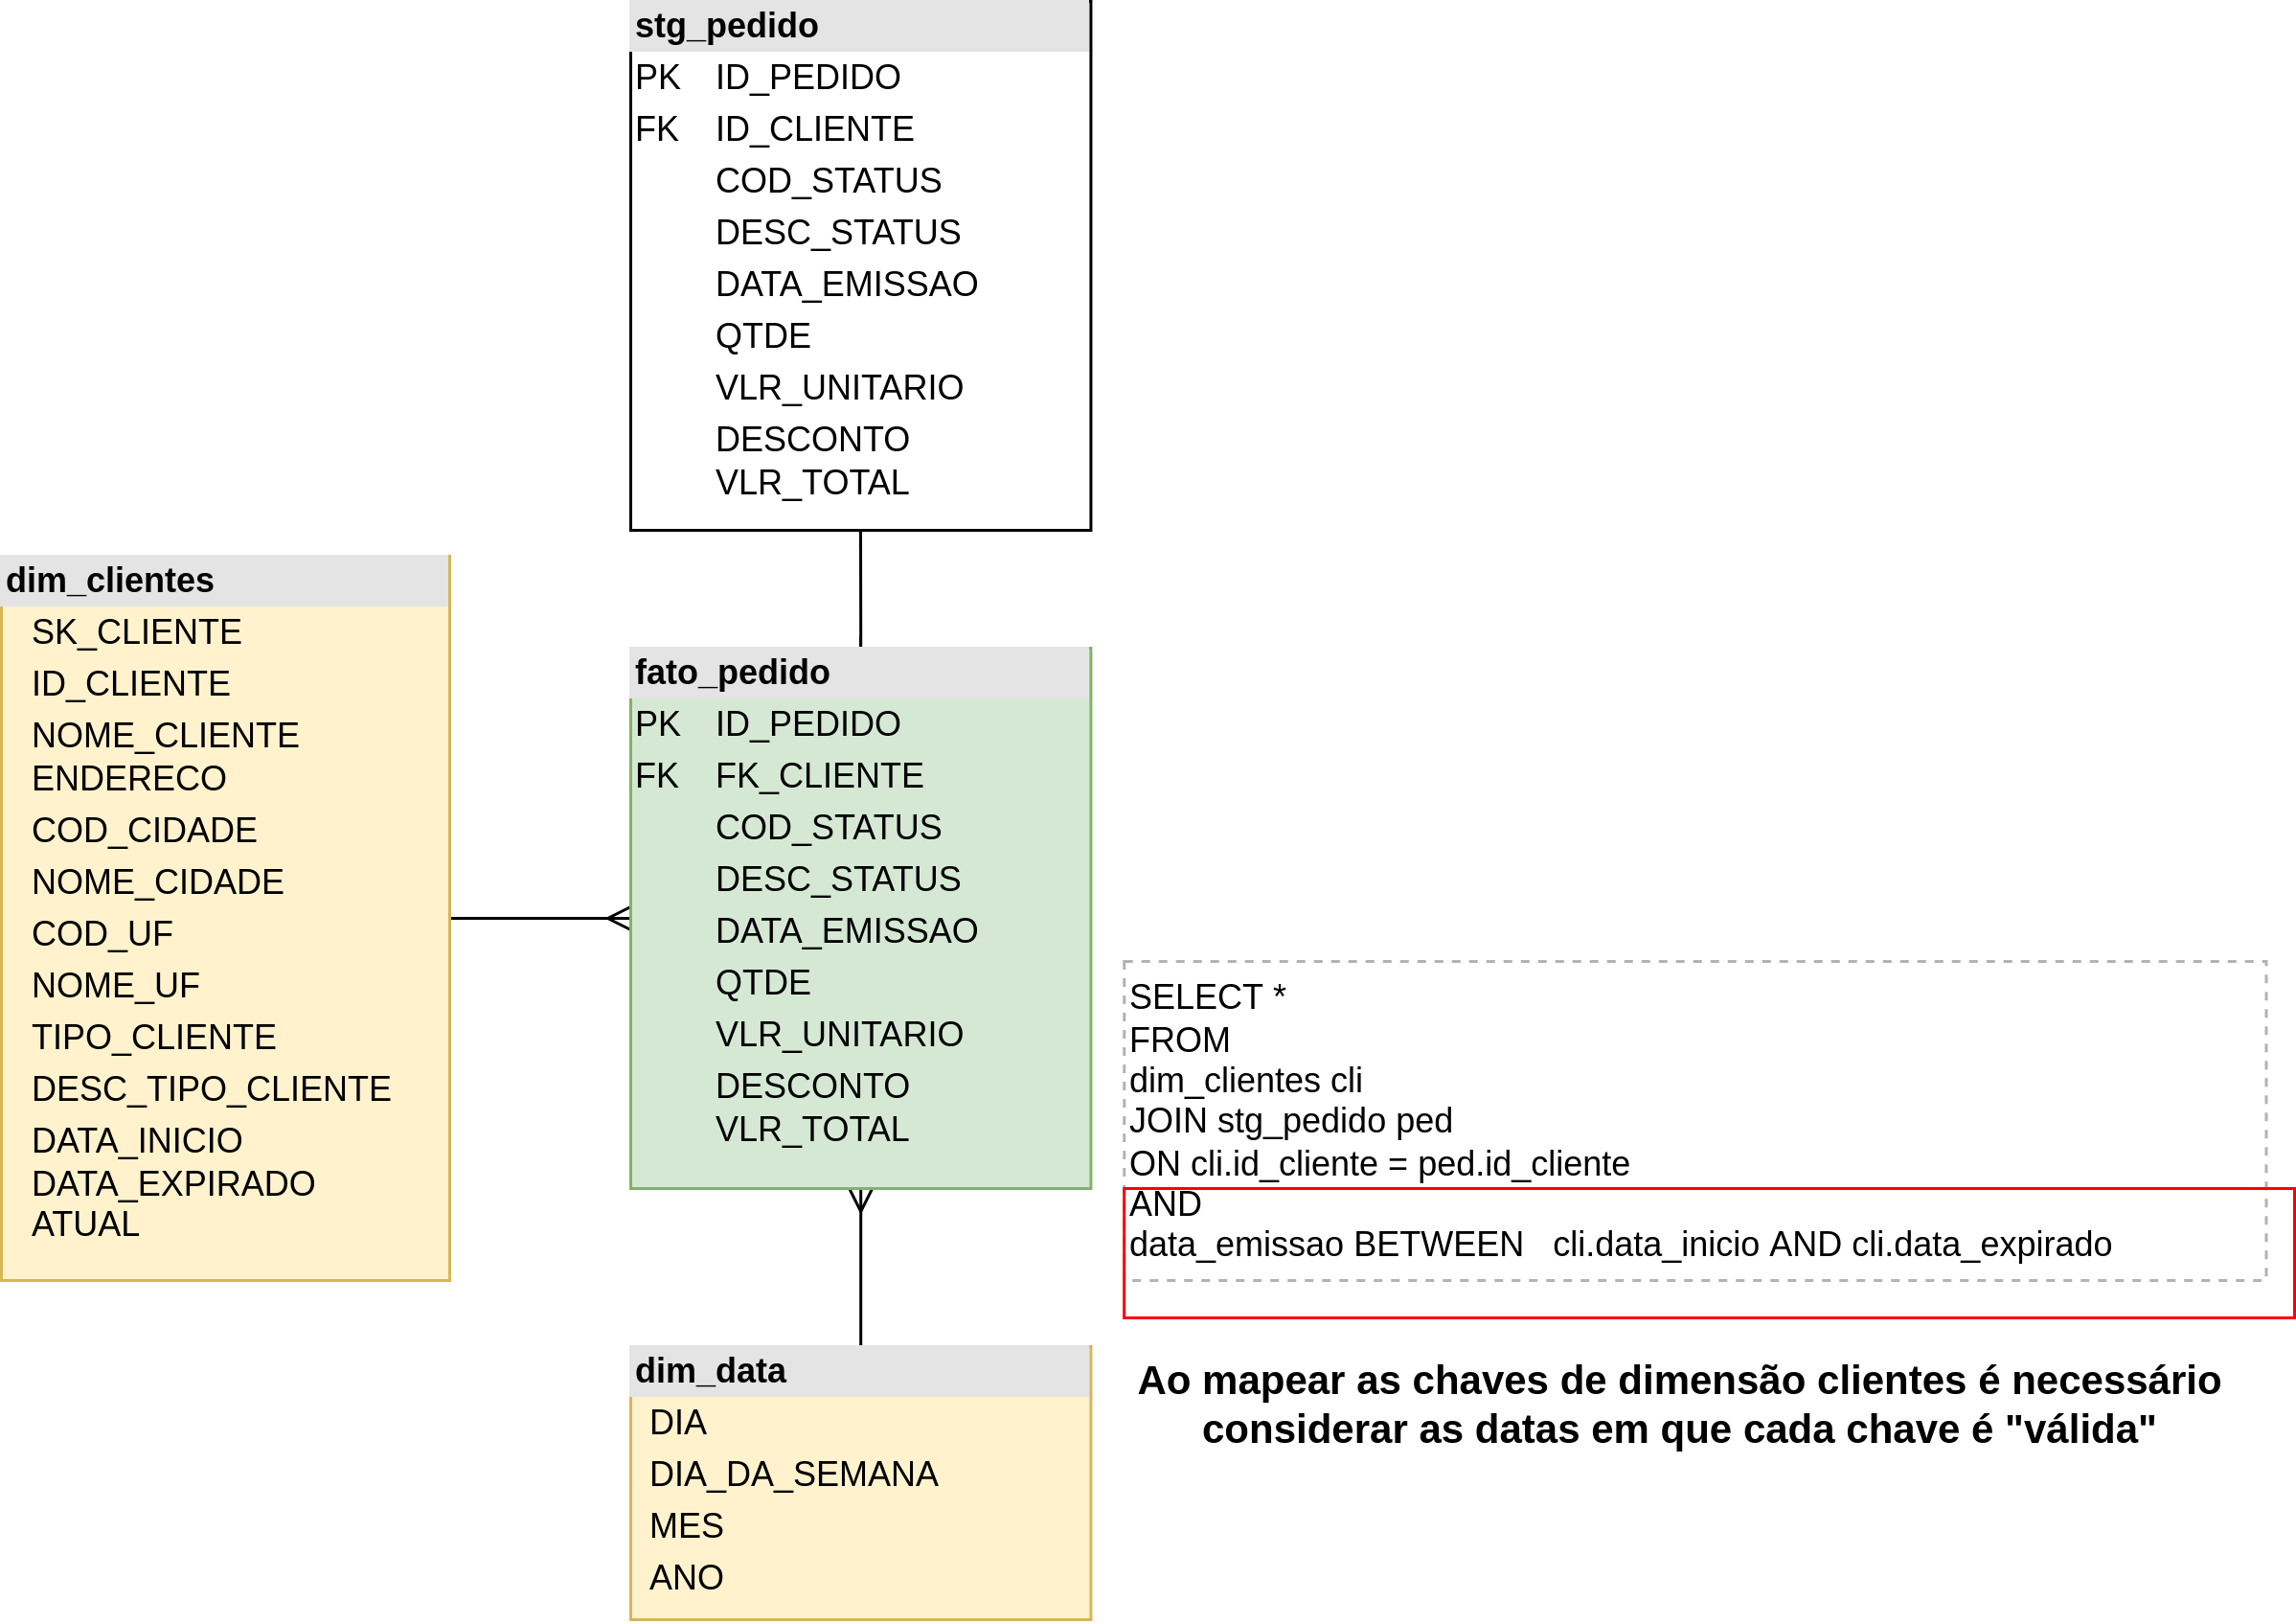 stg_pedido
PK ID_PEDIDO
FK ID_CLIENTE
COD_STATUS
DESC_STATUS
DATA_EMISSAO
QTDE
VLR_UNITARIO
DESCONTO
VLR_TOTAL
dim_clientes
SK_CLIENTE
ID_CLIENTE
NOME_CLIENTE
ENDERECO
COD_CIDADE
NOME_CIDADE
COD_UF
NOME_UF
TIPO_CLIENTE
DESC_TIPO_CLIENTE
DATA_INICIO
DATA_EXPIRADO
ATUAL
fato_pedido
PK ID_PEDIDO
FK FK_CLIENTE
COD_STATUS
DESC_STATUS
DATA_EMISSAO
QTDE
VLR_UNITARIO
DESCONTO
VLR_TOTAL
SELECT *
FROM
dim_clientes cli
JOIN stg_pedido ped
ON cli.id_cliente = ped.id_cliente
AND
data_emissao BETWEEN cli.data_inicio AND cli.data_expirado
Ao mapear as chaves de dimensão clientes é necessário
considerar as datas em que cada chave é "válida"
dim_data
DIA
DIA_DA_SEMANA
MES
ANO